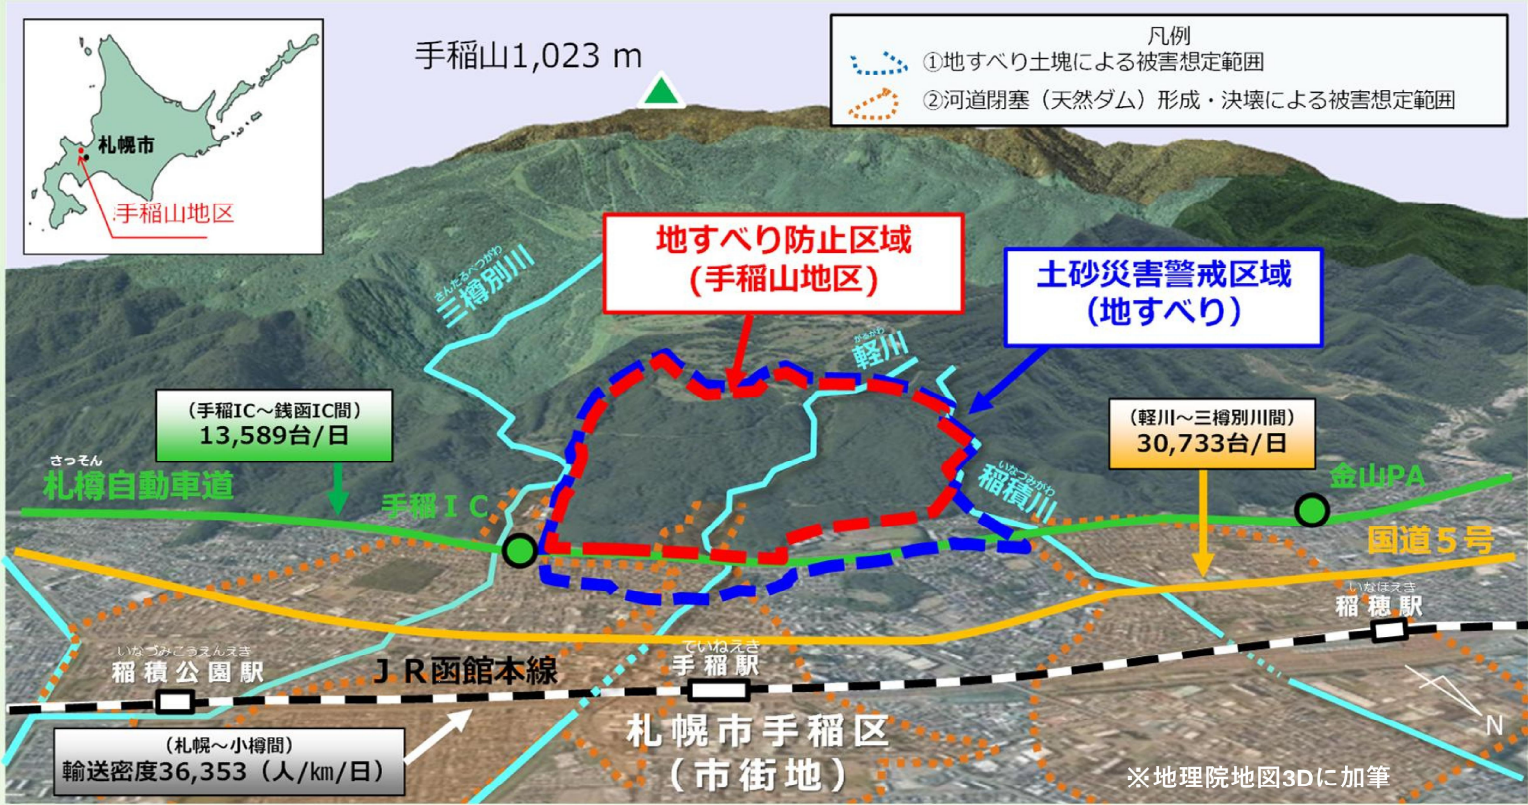 手稲山1,023 m
凡例
①地すべり土塊による被害想定範囲
②河道閉塞（天然ダム）形成・決壊による被害想定範囲
札幌市
手稲山地区
地すべり防止区域
(手稲山地区)
土砂災害警戒区域
(地すべり)
さんたるべつがわ
三樽別川
がるがわ
軽川
いなづみがわ
稲積川
（手稲IC～銭函IC間）
13,589台/日
さっそん
札樽自動車道
手稲ＩＣ
（軽川～三樽別川間）
30,733台/日
金山PA
国道５号
いなほえき
稲穂駅
いなづみこうえんえき
稲積公園駅
ＪＲ函館本線
ていねえき
手稲駅
札幌市手稲区
（市街地）
（札幌～小樽間）
輸送密度36,353（人/km/日）
N
※地理院地図3Dに加筆